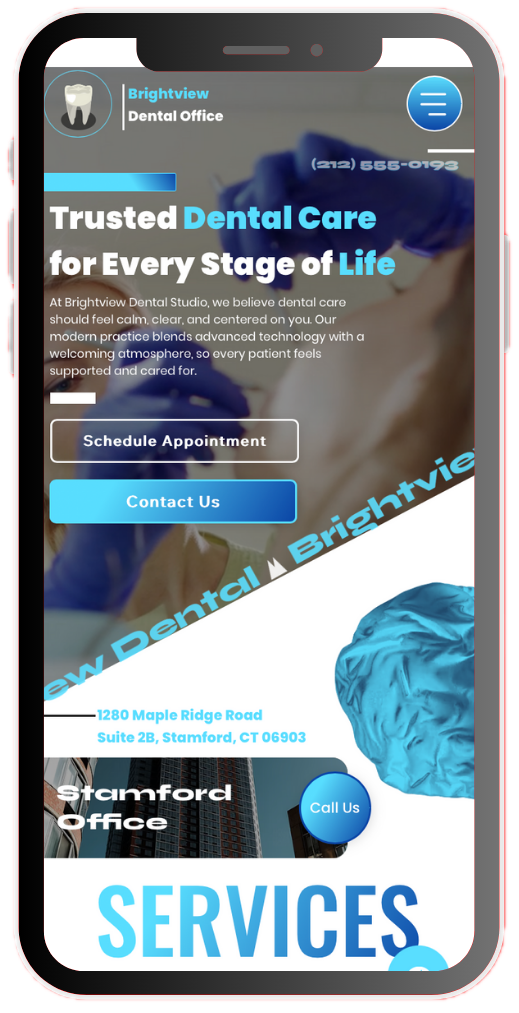 Brightview
Dental Office
(212) 555-0193
Trusted Dental Care
for Every Stage of Life
At Brightview Dental Studio, we believe dental care
should feel calm, clear, and centered on you. Our
modern practice blends advanced technology with a
welcoming atmosphere, so every patient feels
supported and cared for.
Schedule Appointment
Contact Us
ew Dental Brightvie
1280 Maple Ridge Road
Suite 2B, Stamford, CT 06903
Stamford
Office
Call Us
SERVICES